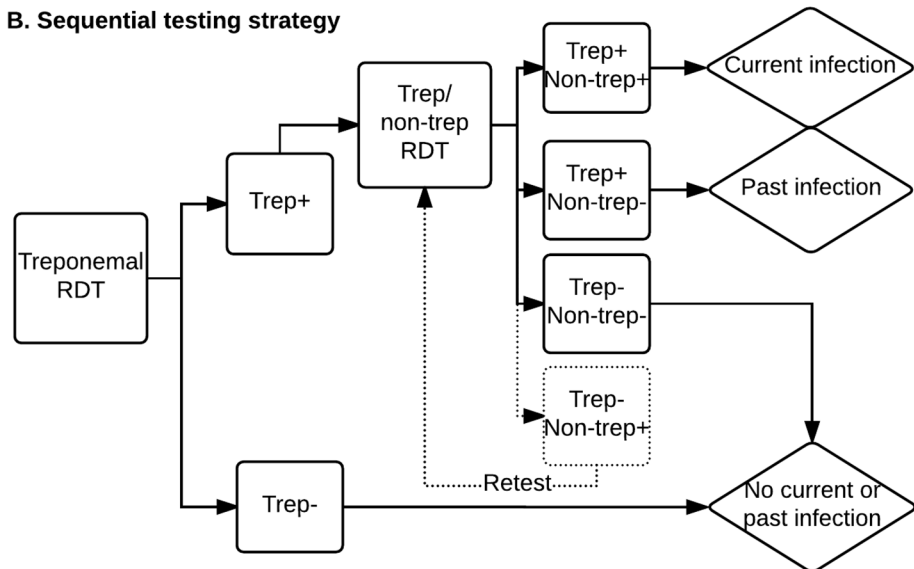 B. Sequential testing strategy
Treponemal
RDT
Trep+
Trep-
Trep/
non-trep
RDT
Trep+
Non-trep+
Trep+
Non-trep-
Trep-
Non-trep-
Trep-
Non-trep+
Retest
Current infection
Past infection
No current or
past infection